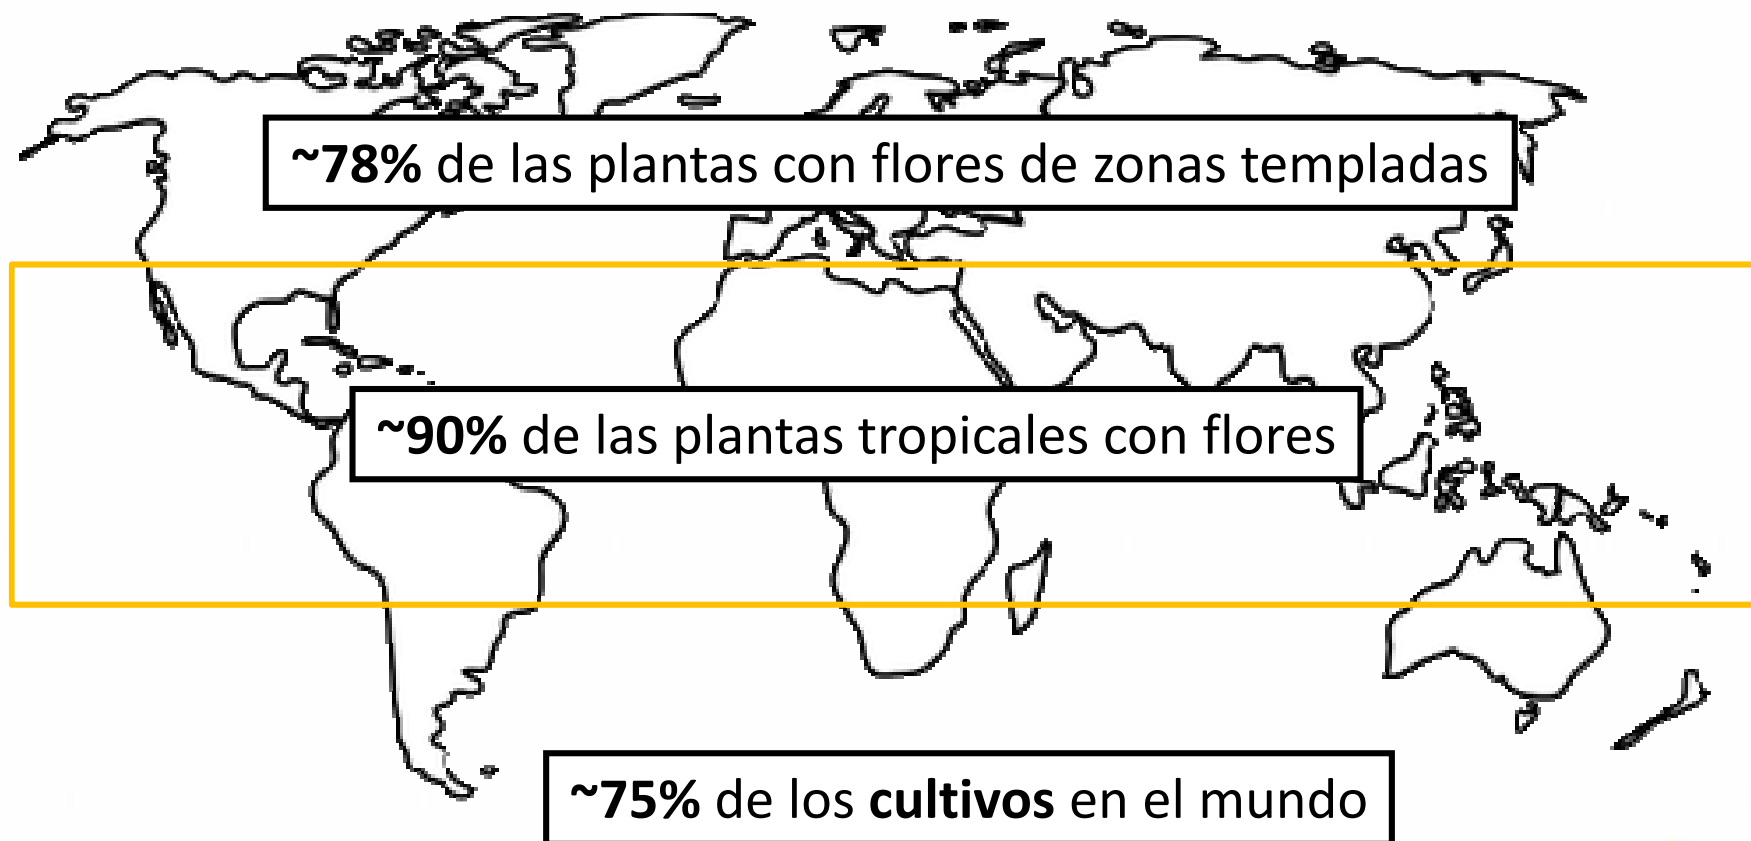 ~78% de las plantas con flores de zonas templadas
~90% de las plantas tropicales con flores
~75% de los cultivos en el mundo